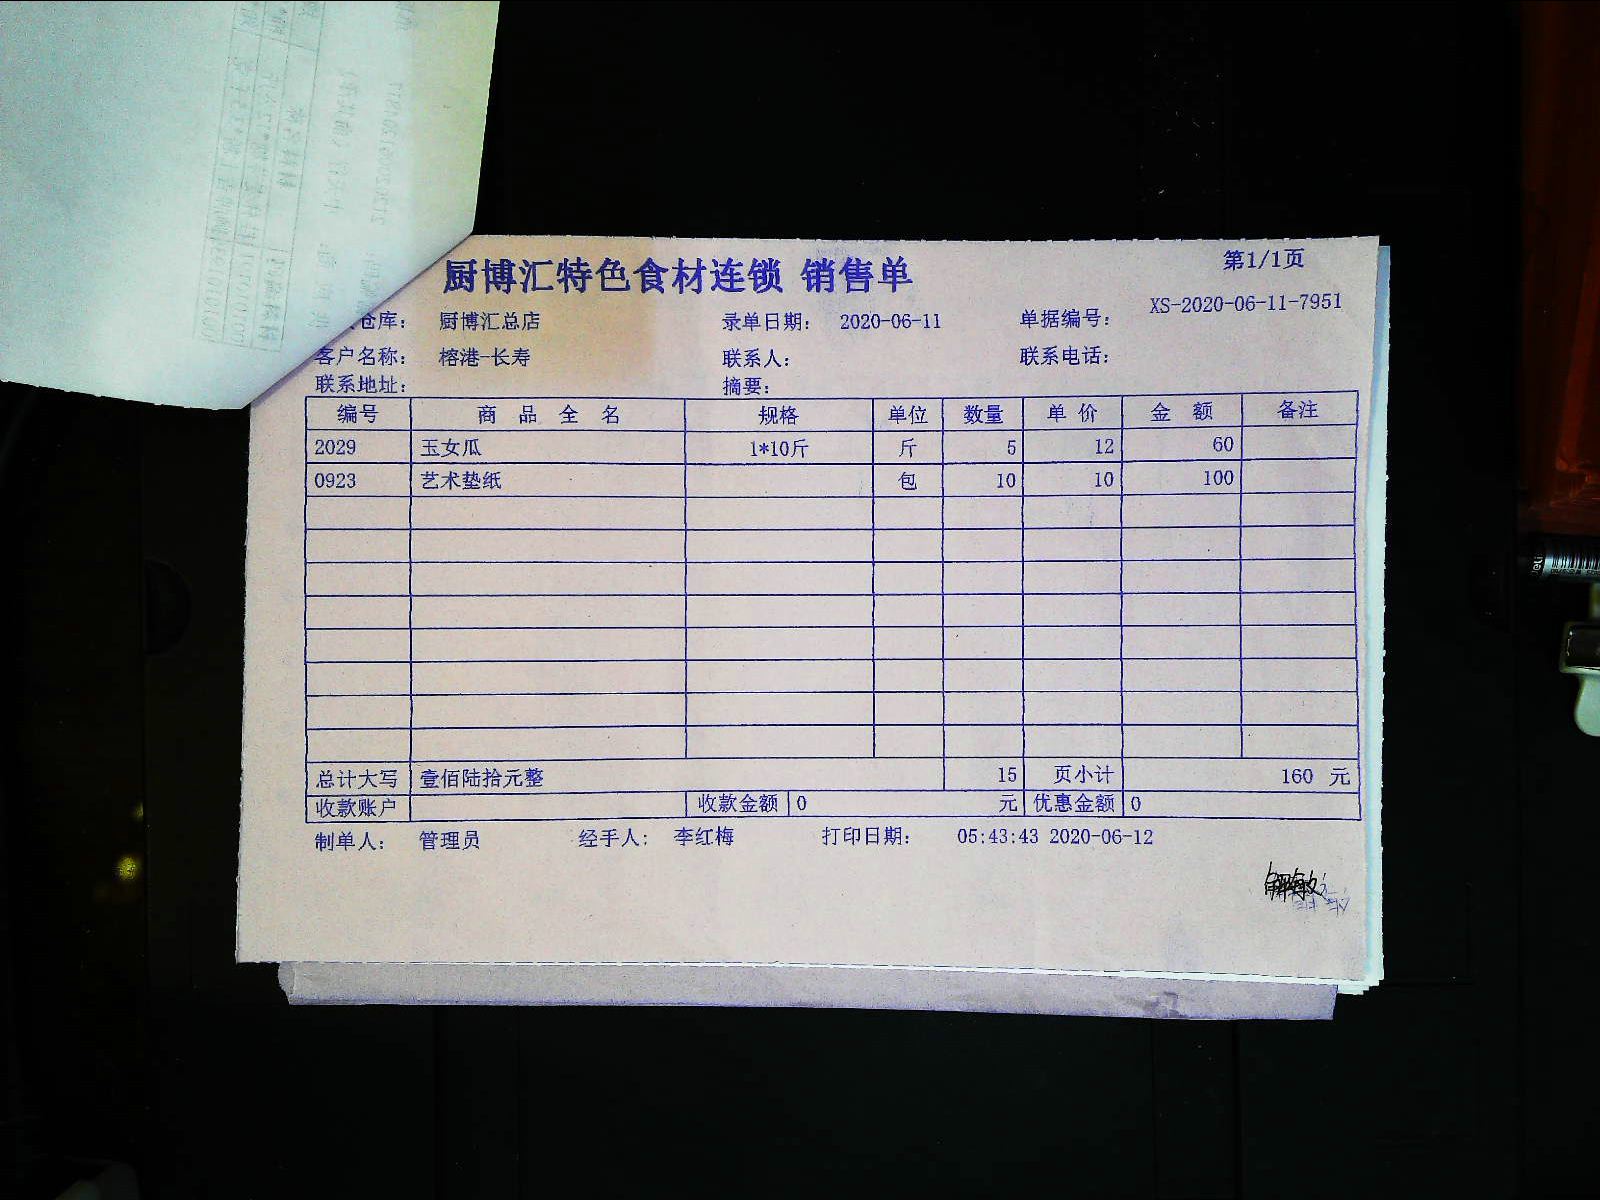 厨博汇特色食材连锁 销售单
第1/1页
仓库： 厨博汇总店 录单日期： 2020-06-11 单据编号： XS-2020-06-11-7951
客户名称： 榕港-长寿 联系人： 联系电话：
联系地址： 摘要：
编号 商品全名 规格 单位 数量 单价 金额 备注
2029 玉女瓜 1*10斤 斤 5 12 60
0923 艺术垫纸 包 10 10 100
总计大写 壹佰陆拾元整 15 页小计 160 元
收款账户 收款金额 0 元 优惠金额 0
制单人： 管理员 经手人： 李红梅 打印日期： 05:43:43 2020-06-12